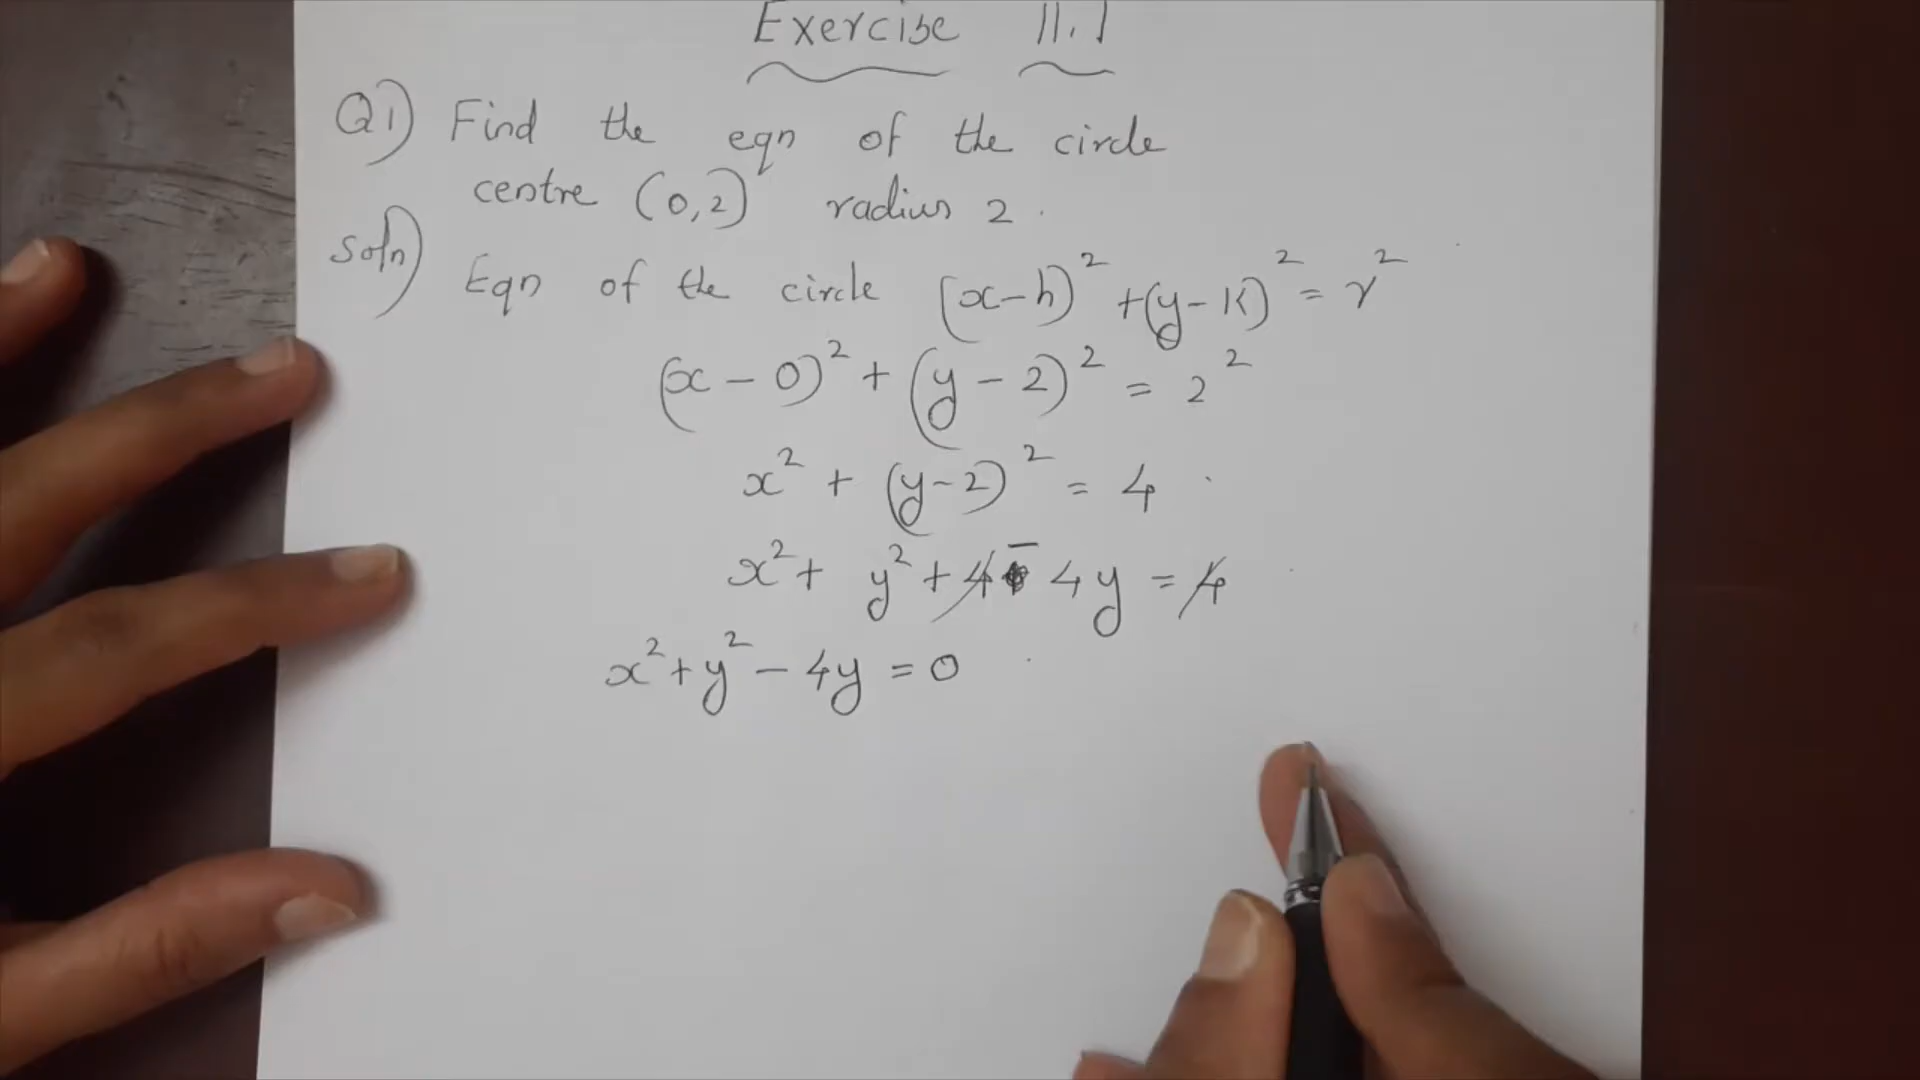 Exercise 11.1
Q1) Find the eqn of the circle
centre (0,2) radius 2.
Soln) Eqn of the circle (x-h)² + (y-k)² = r²
(x - 0)² + (y - 2)² = 2²
x² + (y-2)² = 4
x² + y² + 4 - 4y = 4
x² + y² - 4y = 0